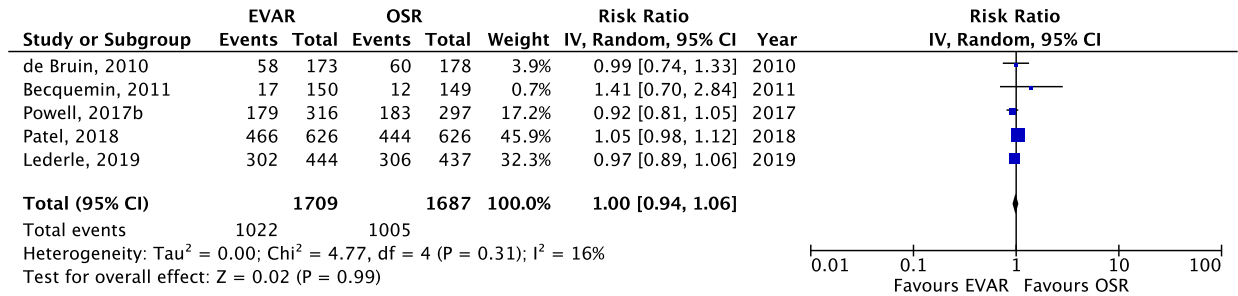 EVAR OSR Risk Ratio Risk Ratio
Study or Subgroup Events Total Events Total Weight IV, Random, 95% CI Year IV, Random, 95% CI
de Bruin, 2010 58 173 60 178 3.9% 0.99 [0.74, 1.33] 2010
Becquemin, 2011 17 150 12 149 0.7% 1.41 [0.70, 2.84] 2011
Powell, 2017b 179 316 183 297 17.2% 0.92 [0.81, 1.05] 2017
Patel, 2018 466 626 444 626 45.9% 1.05 [0.98, 1.12] 2018
Lederle, 2019 302 444 306 437 32.3% 0.97 [0.89, 1.06] 2019
Total (95% CI) 1709 1687 100.0% 1.00 [0.94, 1.06]
Total events 1022 1005
Heterogeneity: Tau² = 0.00; Chi² = 4.77, df = 4 (P = 0.31); I² = 16%
Test for overall effect: Z = 0.02 (P = 0.99)
0.01 0.1 1 10 100
Favours EVAR Favours OSR